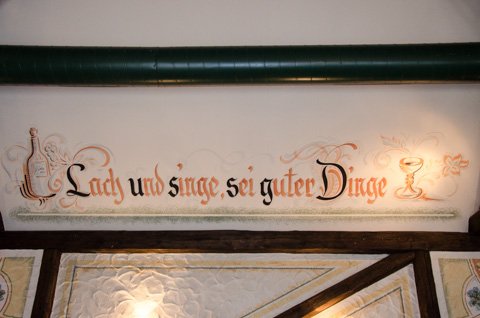 Lach und singe, sei guter Dinge